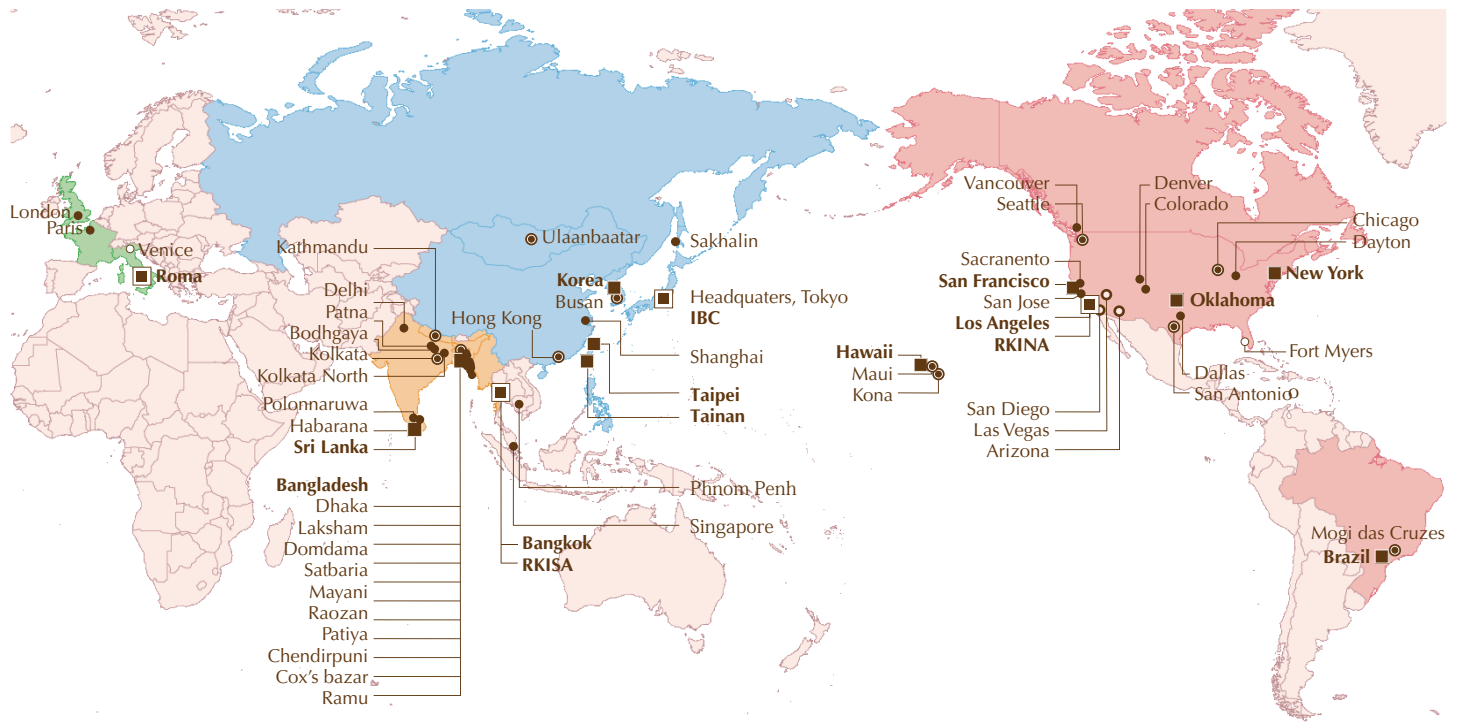 London
Paris
Venice
Roma
Kathmandu
Delhi
Patna
Bodhgaya
Kolkata
Kolkata North
Polonnaruwa
Habarana
Sri Lanka
Bangladesh
Dhaka
Laksham
Domdama
Satbaria
Mayani
Raozan
Patiya
Chendirpuni
Cox's bazar
Ramu
Ulaanbaatar
Sakhalin
Korea
Busan
Hong Kong
Headquaters, Tokyo
IBC
Shanghai
Taipei
Tainan
Phnom Penh
Singapore
Bangkok
RKISA
Hawaii
Maui
Kona
Vancouver
Seattle
Sacranento
San Francisco
San Jose
Los Angeles
RKINA
San Diego
Las Vegas
Arizona
Denver
Colorado
Chicago
Dayton
New York
Oklahoma
Fort Myers
Dallas
San Antonio
Mogi das Cruzes
Brazil